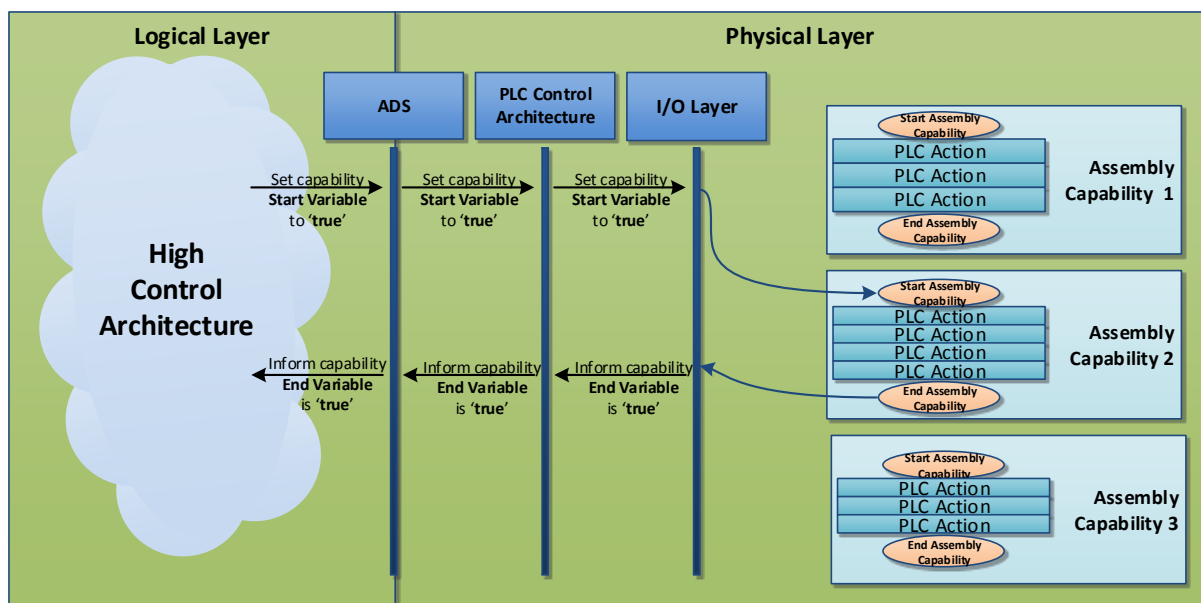 Logical Layer
Physical Layer
ADS
PLC Control
Architecture
I/O Layer
Set capability
Start Variable
to ‘true’
Set capability
Start Variable
to ‘true’
Set capability
Start Variable
to ‘true’
High
Control
Architecture
Inform capability
End Variable
is ‘true’
Inform capability
End Variable
is ‘true’
Inform capability
End Variable
is ‘true’
Start Assembly
Capability
PLC Action
PLC Action
PLC Action
End Assembly
Capability
Assembly
Capability 1
Start Assembly
Capability
PLC Action
PLC Action
PLC Action
PLC Action
End Assembly
Capability
Assembly
Capability 2
Start Assembly
Capability
PLC Action
PLC Action
PLC Action
End Assembly
Capability
Assembly
Capability 3